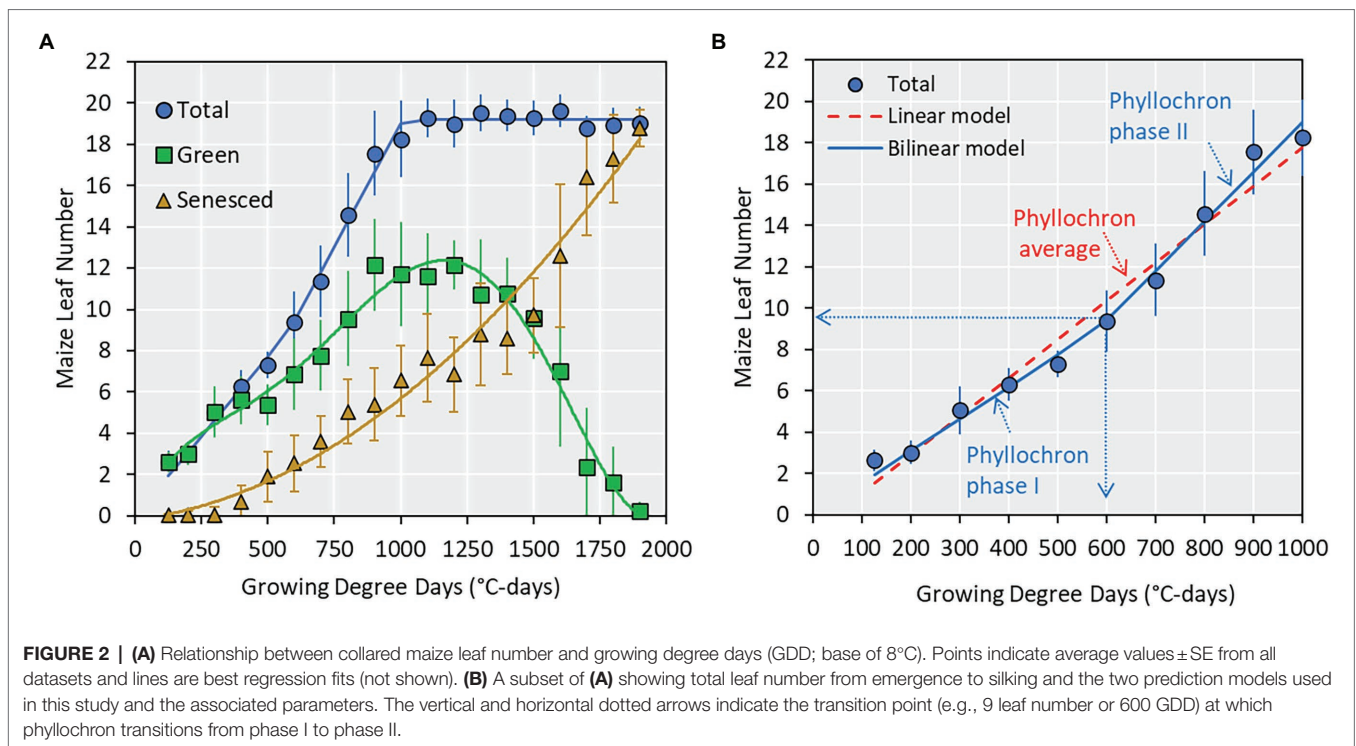 A
22
20
18
16
14
12
10
8
6
4
2
0
Maize Leaf Number
Total
Green
Senesced
0 250 500 750 1000 1250 1500 1750 2000
Growing Degree Days (°C-days)
B
22
20
18
16
14
12
10
8
6
4
2
0
Maize Leaf Number
Total
Linear model
Bilinear model
Phyllochron
phase II
Phyllochron
average
Phyllochron
phase I
0 100 200 300 400 500 600 700 800 900 1000
Growing Degree Days (°C-days)
FIGURE 2 | (A) Relationship between collared maize leaf number and growing degree days (GDD; base of 8°C). Points indicate average values ± SE from all
datasets and lines are best regression fits (not shown). (B) A subset of (A) showing total leaf number from emergence to silking and the two prediction models used
in this study and the associated parameters. The vertical and horizontal dotted arrows indicate the transition point (e.g., 9 leaf number or 600 GDD) at which
phyllochron transitions from phase I to phase II.